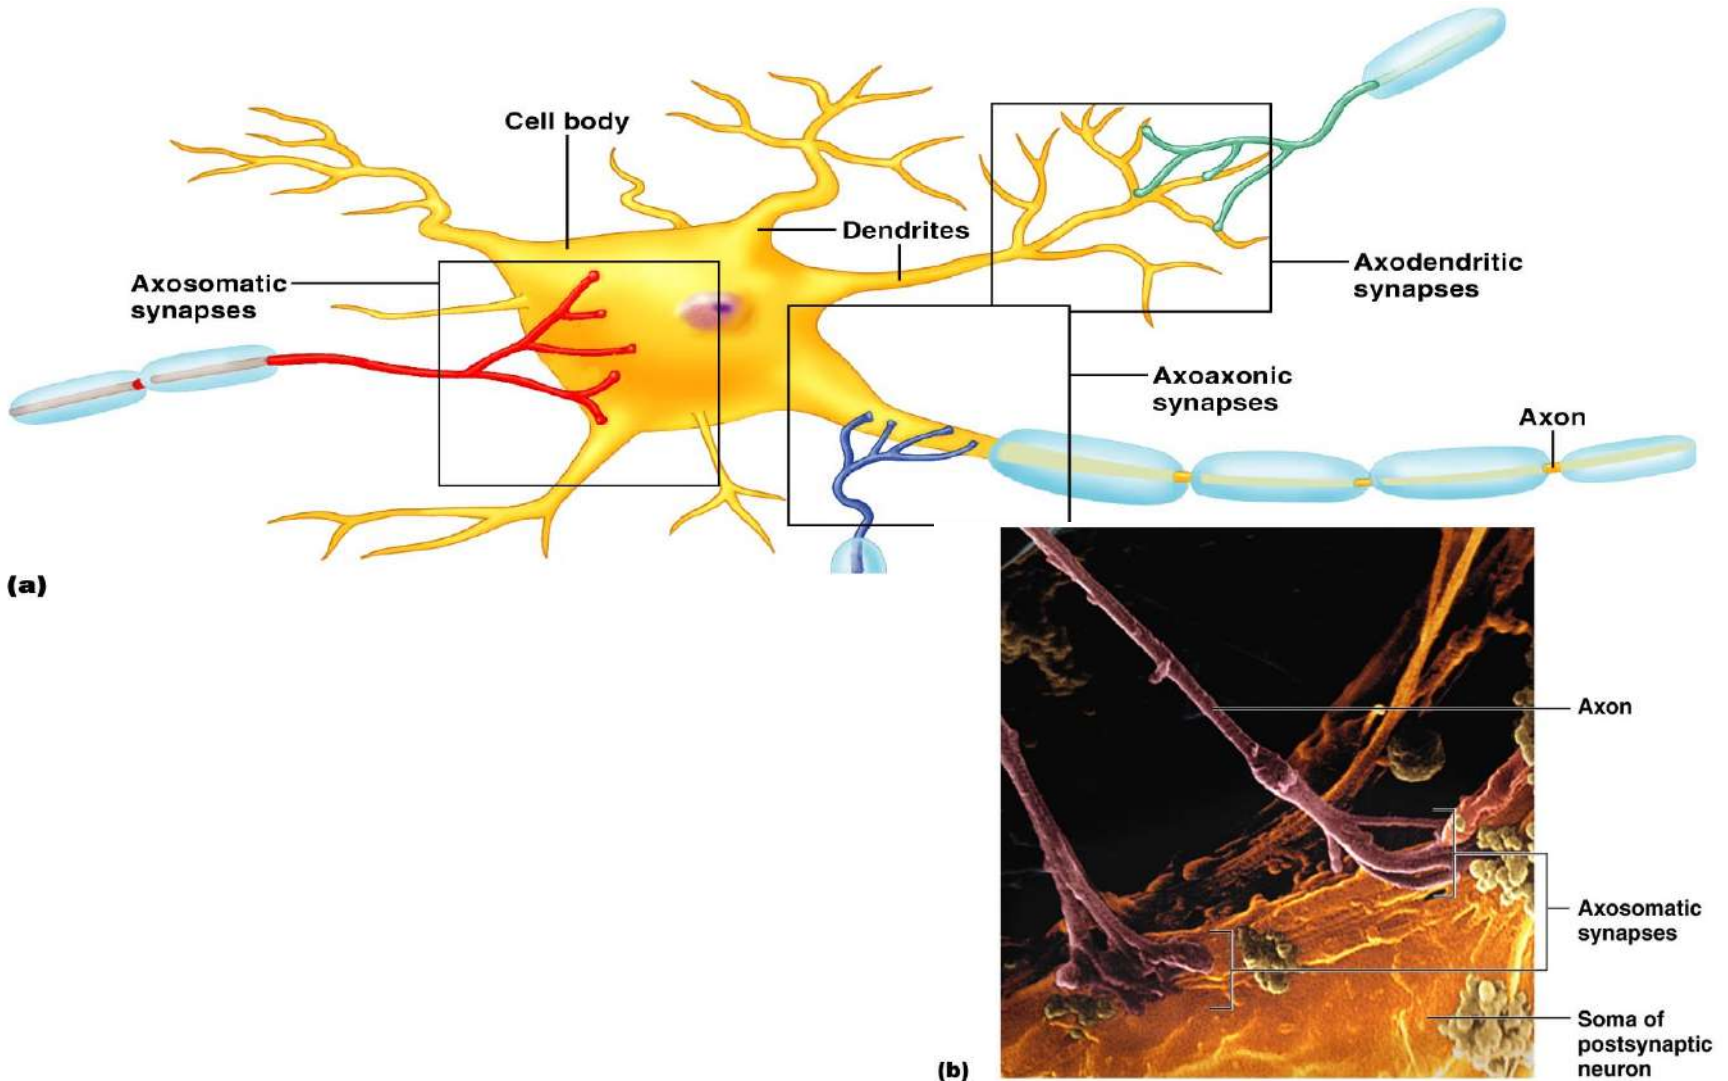 Cell body
Dendrites
Axosomatic
synapses
Axodendritic
synapses
Axoaxonic
synapses
Axon
(a)
Axon
Axosomatic
synapses
Soma of
postsynaptic
neuron
(b)